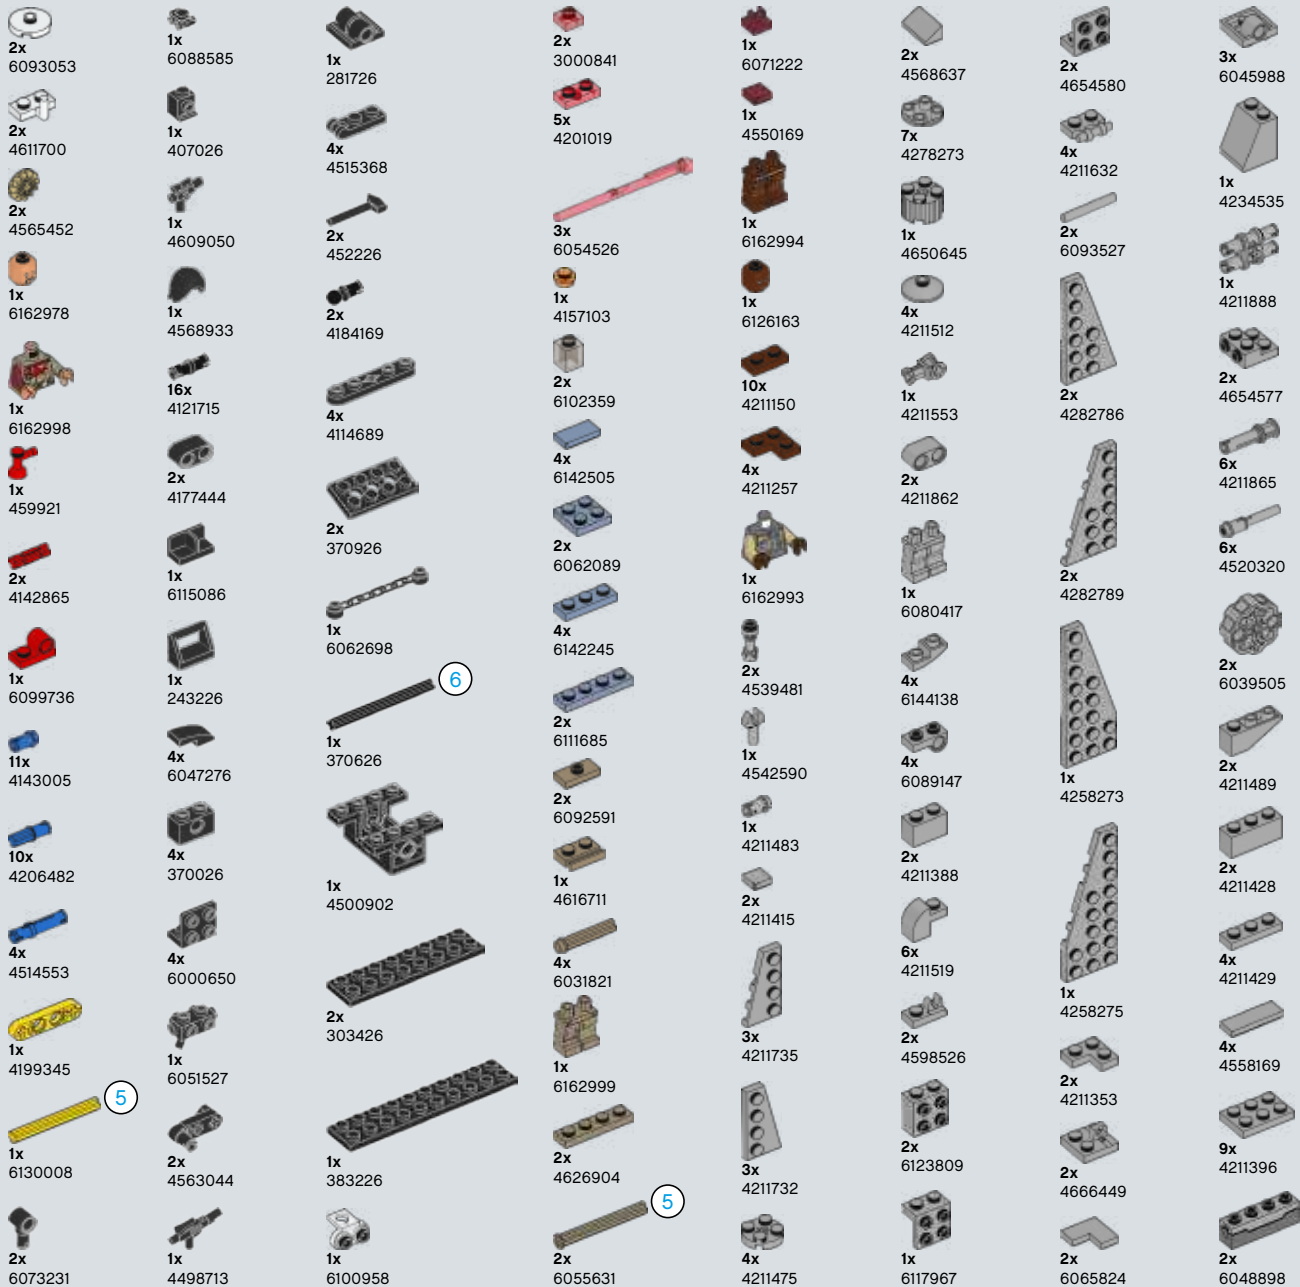 2x
6093053
2x
4611700
2x
4565452
1x
6162978
1x
6162998
1x
459921
2x
4142865
1x
6099736
11x
4143005
10x
4206482
4x
4514553
1x
4199345
5
1x
6130008
2x
6073231
1x
6088585
1x
407026
1x
4609050
1x
4568933
16x
4121715
2x
4177444
1x
6115086
1x
243226
4x
6047276
4x
370026
4x
6000650
1x
6051527
2x
4563044
1x
4498713
1x
281726
4x
4515368
2x
452226
2x
4184169
4x
4114689
2x
370926
1x
6062698
6
1x
370626
1x
4500902
2x
303426
1x
383226
1x
6100958
2x
3000841
5x
4201019
3x
6054526
1x
4157103
2x
6102359
4x
6142505
2x
6062089
4x
6142245
2x
6111685
2x
6092591
1x
4616711
4x
6031821
1x
6162999
2x
4626904
5
2x
6055631
1x
6071222
1x
4550169
1x
6162994
1x
6126163
10x
4211150
4x
4211257
1x
6162993
2x
4539481
1x
4542590
1x
4211483
2x
4211415
3x
4211735
3x
4211732
4x
4211475
2x
4568637
7x
4278273
1x
4650645
4x
4211512
1x
4211553
2x
4211862
1x
6080417
4x
6144138
4x
6089147
2x
4211388
6x
4211519
2x
4598526
2x
6123809
1x
6117967
2x
4654580
4x
4211632
2x
6093527
2x
4282786
2x
4282789
1x
4258273
1x
4258275
2x
4211353
2x
4666449
2x
6065824
3x
6045988
1x
4234535
1x
4211888
2x
4654577
6x
4211865
6x
4520320
2x
6039505
2x
4211489
2x
4211428
4x
4211429
4x
4558169
9x
4211396
2x
6048898